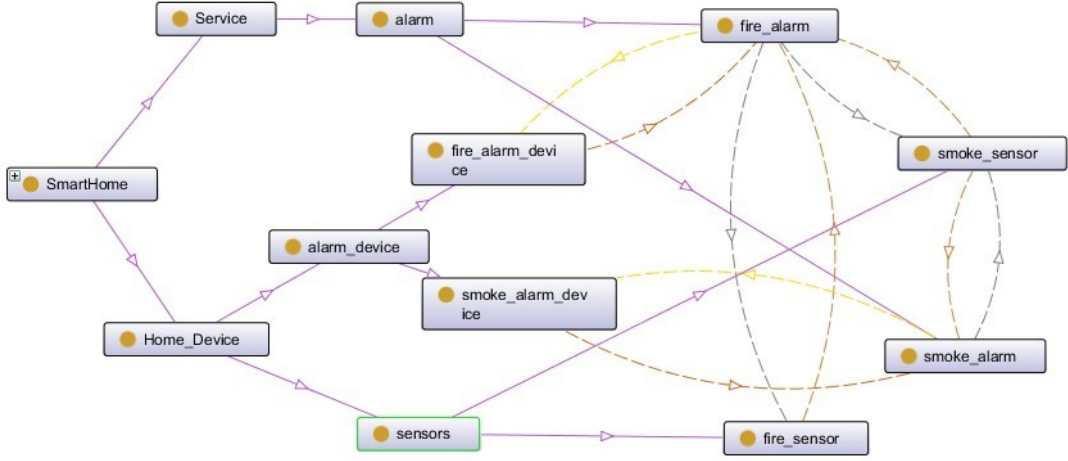 Service
alarm
fire_alarm
fire_alarm_devi
ce
smoke_sensor
SmartHome
alarm_device
smoke_alarm_dev
ice
Home_Device
smoke_alarm
sensors
fire_sensor